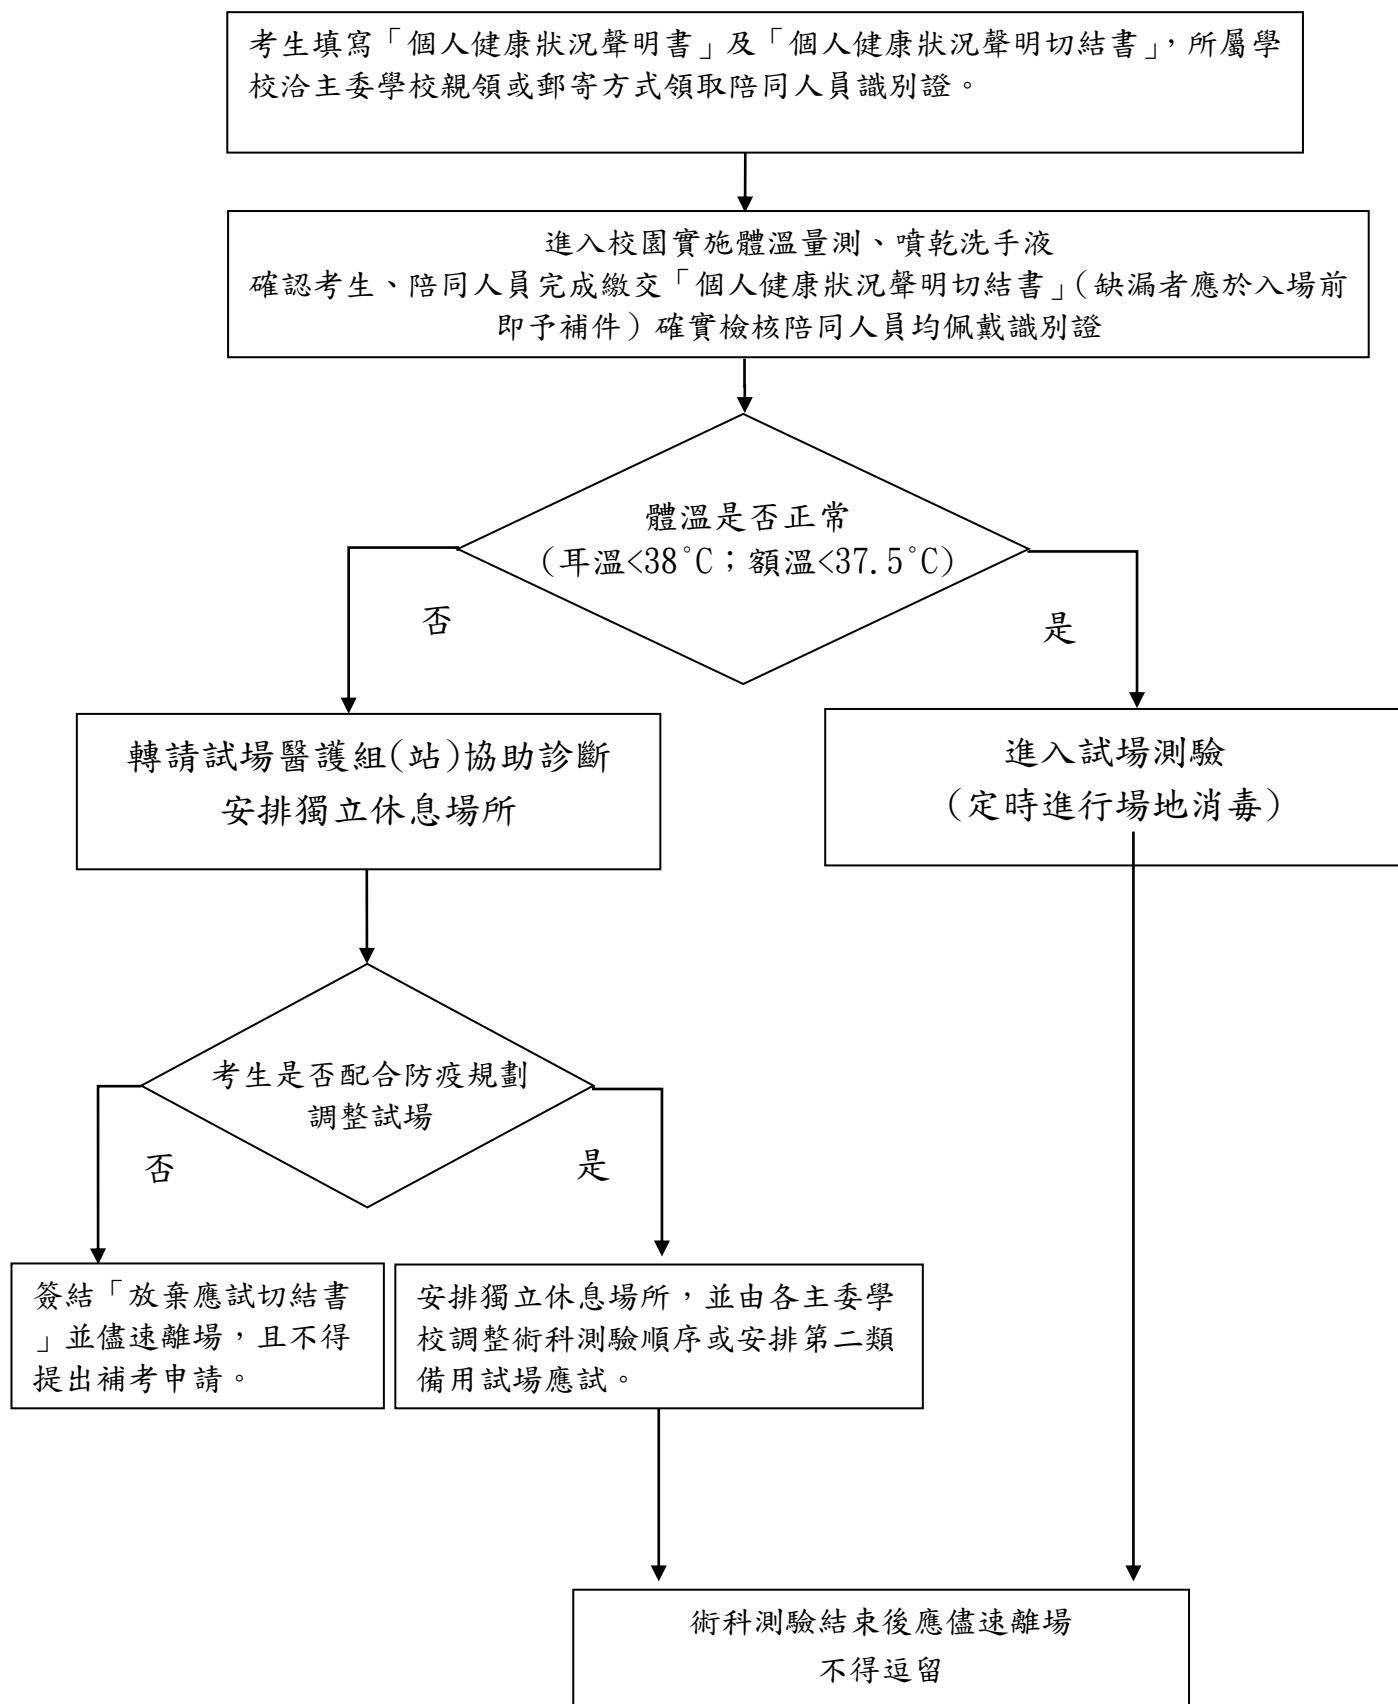 考生填寫「個人健康狀況聲明書」及「個人健康狀況聲明切結書」，所屬學
校洽主委學校親領或郵寄方式領取陪同人員識別證。
進入校園實施體溫量測、噴乾洗手液
確認考生、陪同人員完成繳交「個人健康狀況聲明切結書」（缺漏者應於入場前
即予補件）確實檢核陪同人員均佩戴識別證
體溫是否正常
（耳溫<38°C；額溫<37.5°C）
否
是
轉請試場醫護組(站)協助診斷
安排獨立休息場所
進入試場測驗
（定時進行場地消毒）
考生是否配合防疫規劃
調整試場
否
是
簽結「放棄應試切結書
」並儘速離場，且不得
提出補考申請。
安排獨立休息場所，並由各主委學
校調整術科測驗順序或安排第二類
備用試場應試。
術科測驗結束後應儘速離場
不得逗留